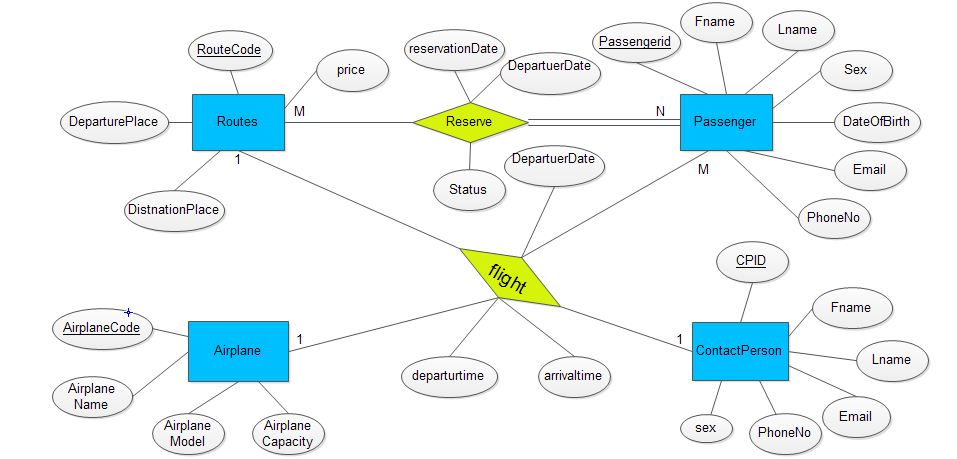 Fname
Lname
RouteCode
reservationDate
Passengerid
price
DepartuerDate
Sex
M
N
DeparturePlace
Routes
Reserve
Passenger
DateOfBirth
1
DepartuerDate
M
Email
Status
DistnationPlace
PhoneNo
CPID
flight
Fname
AirplaneCode
1
1
Airplane
ContactPerson
Lname
departurtime
arrivaltime
Airplane
Name
Email
Airplane
Model
Airplane
Capacity
sex
PhoneNo